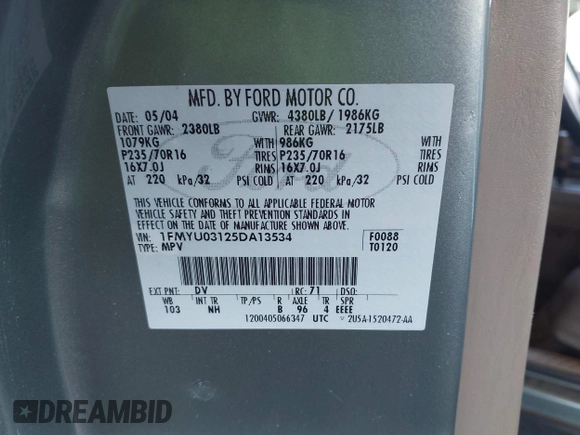 MFD. BY FORD MOTOR CO.
DATE: 05/04 GVWR: 4380LB/ 1986KG
FRONT GAWR: 2380LB REAR GAWR: 2175LB
1079KG WITH 986KG WITH
P235/70R16 TIRES P235/70R16 TIRES
16X7.0J RIMS 16X7.0J RIMS
AT 220 kPa/32 PSI COLD AT 220 kPa/32 PSI COLD
THIS VEHICLE CONFORMS TO ALL APPLICABLE FEDERAL MOTOR
VEHICLE SAFETY AND THEFT PREVENTION STANDARDS IN
EFFECT ON THE DATE OF MANUFACTURE SHOWN ABOVE.
VIN: 1FMYU03125DA13534 F0088
TYPE: MPV T0120
EXT PNT: DV RC: 71 DSO:
WB INT TR TP/PS R AXLE TR SPR
103 NH B 96 4 EEEE
1200405066347 UTC 2U5A-1520472-AA
Ford
DREAMBID